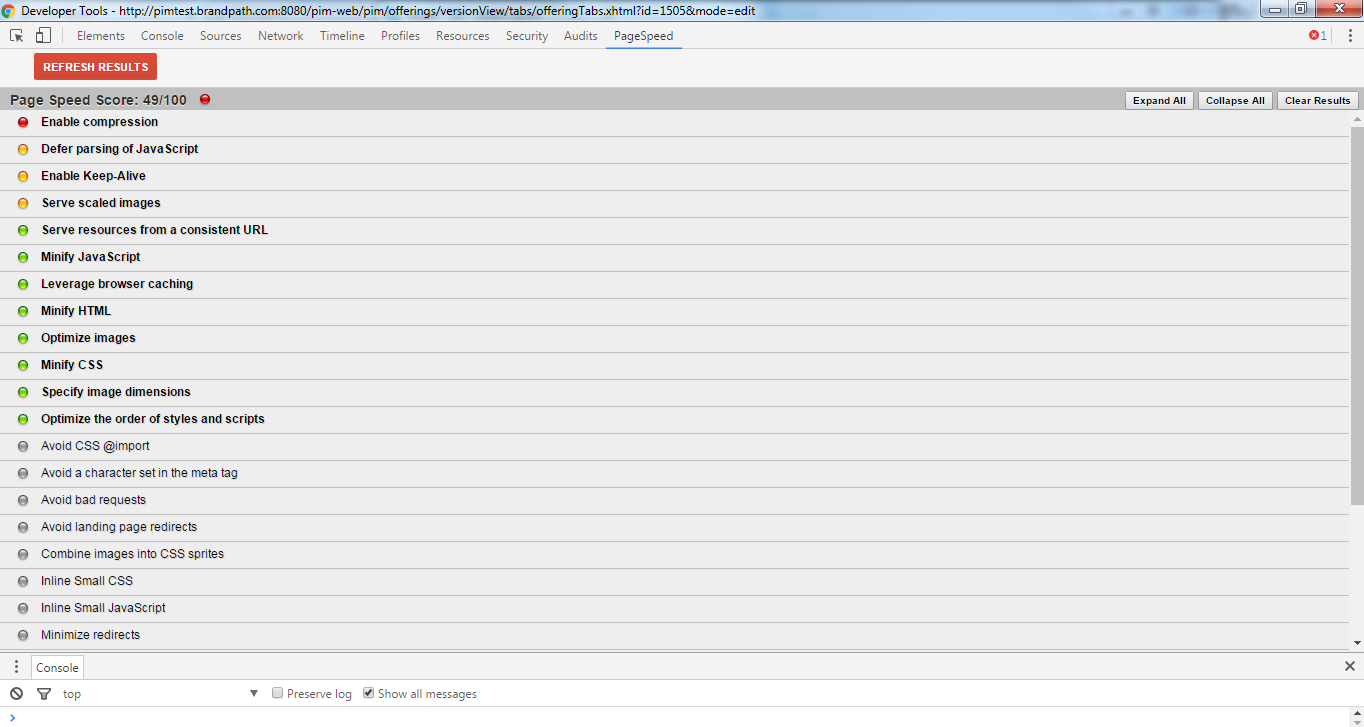 Developer Tools - http://pimtest.brandpath.com:8080/pim-web/pim/offerings/versionView/tabs/offeringTabs.xhtml?id=1505&mode=edit
Elements Console Sources Network Timeline Profiles Resources Security Audits PageSpeed 1
REFRESH RESULTS
Page Speed Score: 49/100 Expand All Collapse All Clear Results
Enable compression
Defer parsing of JavaScript
Enable Keep-Alive
Serve scaled images
Serve resources from a consistent URL
Minify JavaScript
Leverage browser caching
Minify HTML
Optimize images
Minify CSS
Specify image dimensions
Optimize the order of styles and scripts
Avoid CSS @import
Avoid a character set in the meta tag
Avoid bad requests
Avoid landing page redirects
Combine images into CSS sprites
Inline Small CSS
Inline Small JavaScript
Minimize redirects
Console
top Preserve log Show all messages